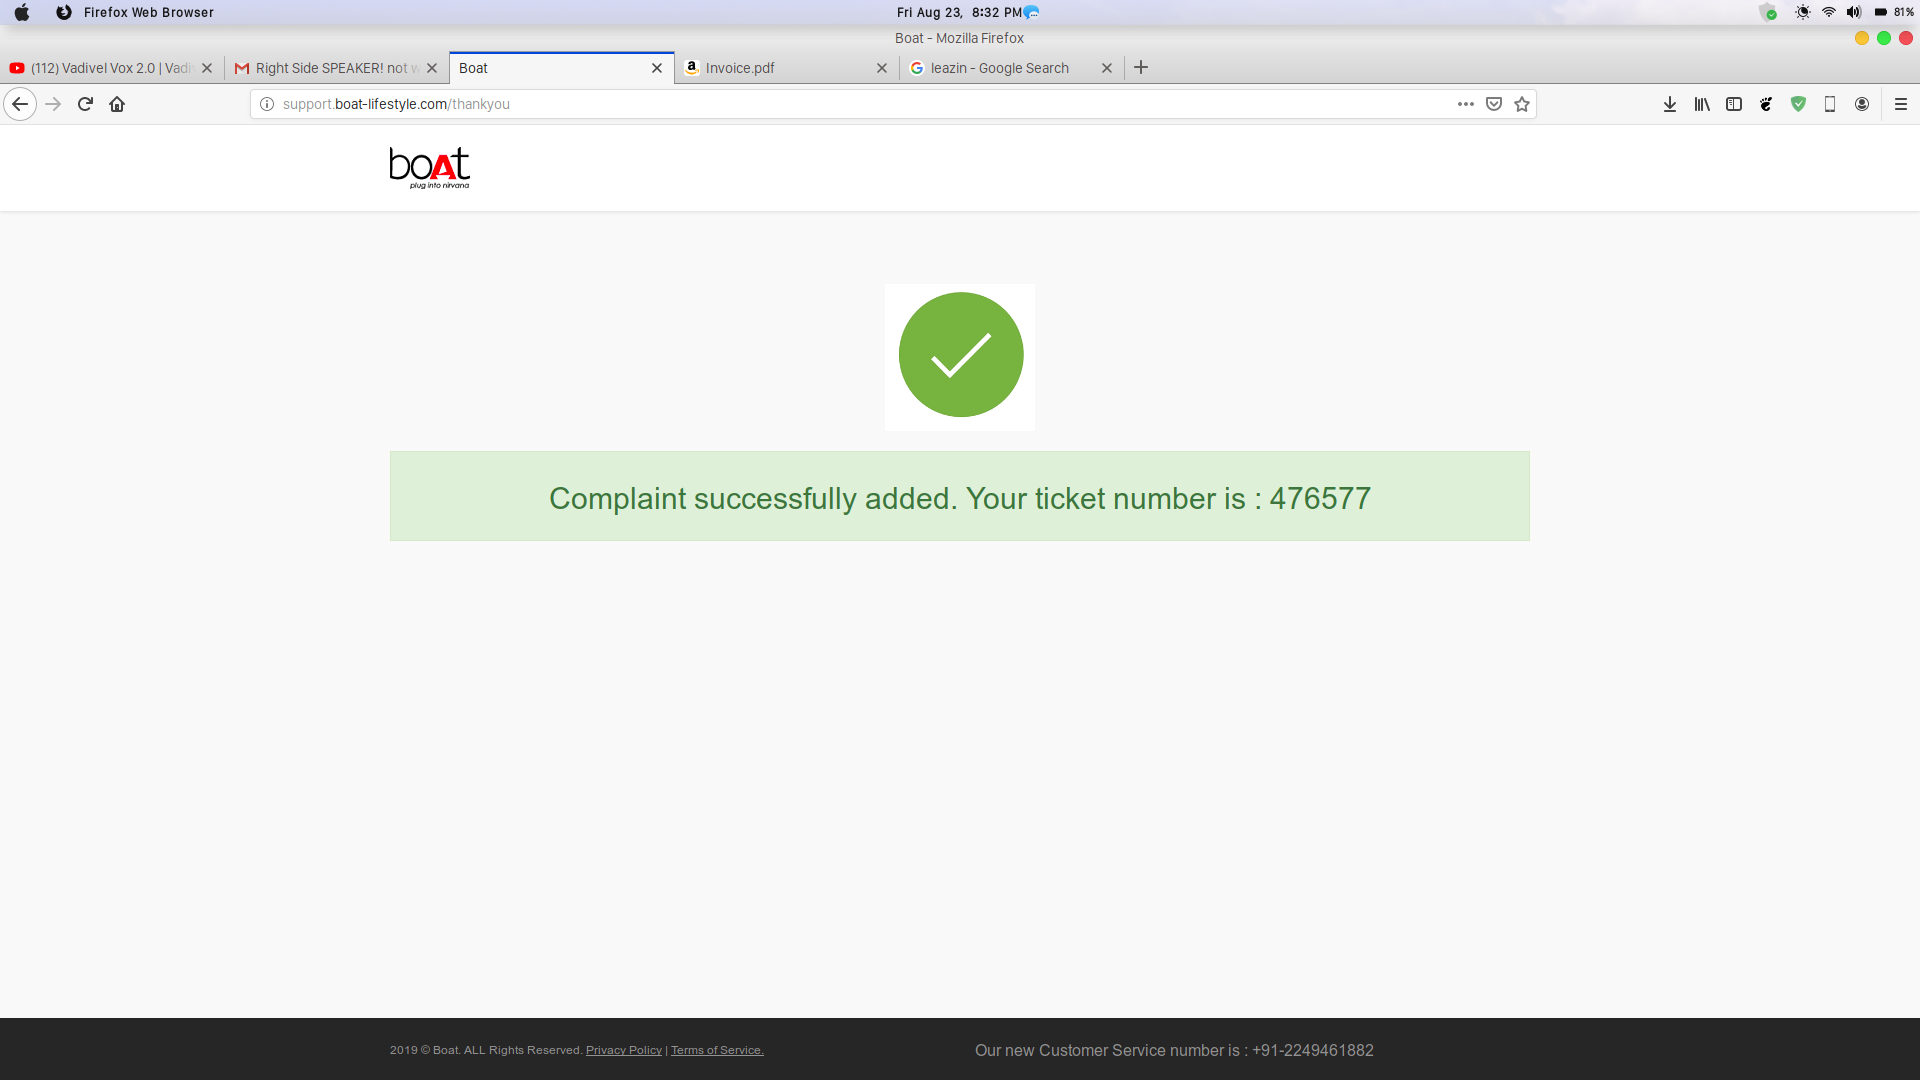 Firefox Web Browser
Fri Aug 23, 8:32 PM
81%
Boat - Mozilla Firefox
(112) Vadivel Vox 2.0 | Vadi
Right Side SPEAKER! not w
Boat
Invoice.pdf
leazin - Google Search
support.boat-lifestyle.com/thankyou
boAt
plug into nirvana
Complaint successfully added. Your ticket number is : 476577
2019 © Boat. ALL Rights Reserved. Privacy Policy | Terms of Service.
Our new Customer Service number is : +91-2249461882